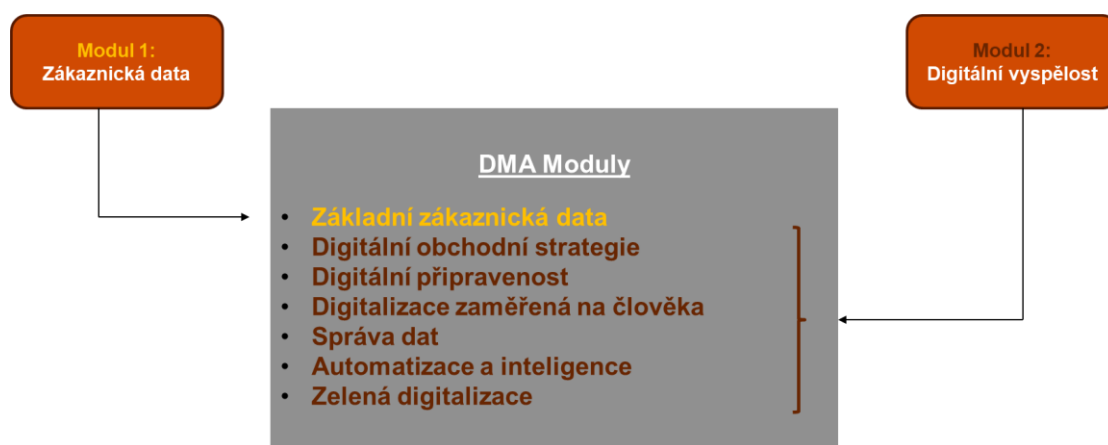 Modul 1:
Zákaznická data
Modul 2:
Digitální vyspělost
DMA Moduly
• Základní zákaznická data
• Digitální obchodní strategie
• Digitální připravenost
• Digitalizace zaměřená na člověka
• Správa dat
• Automatizace a inteligence
• Zelená digitalizace